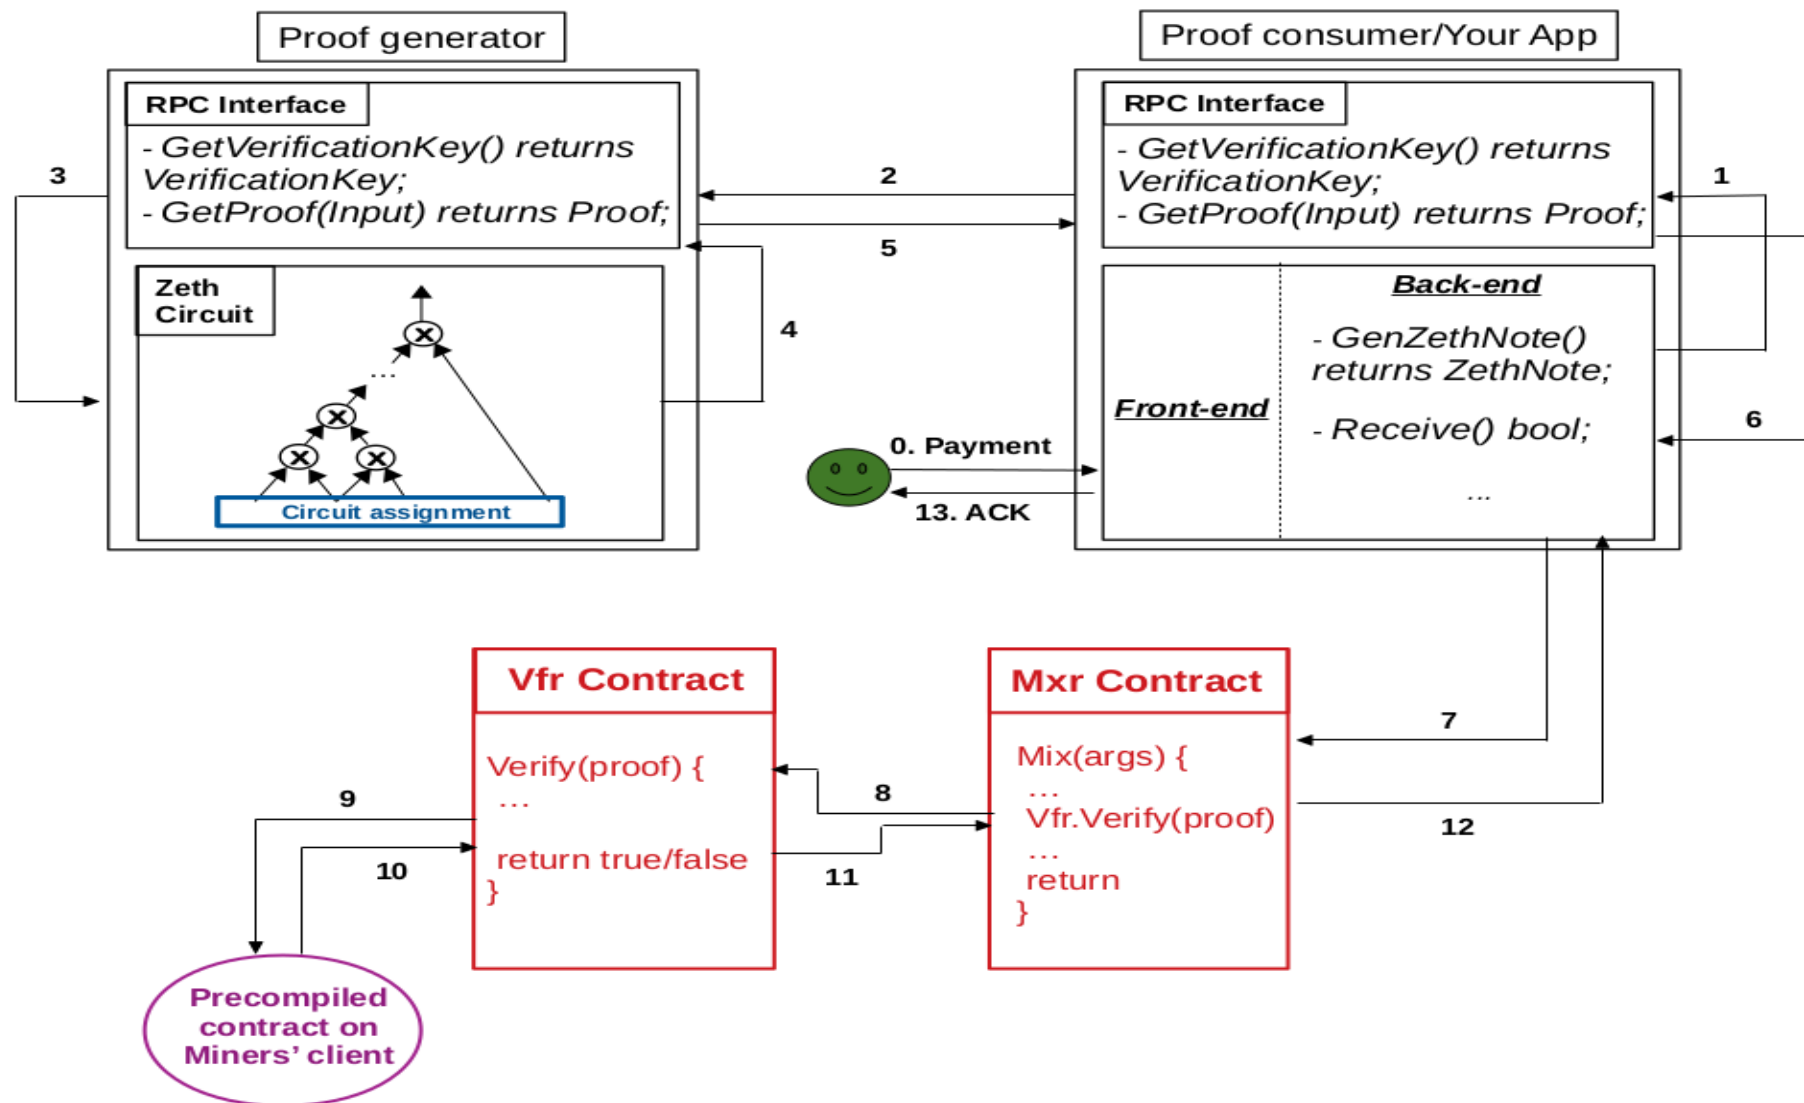 Proof generator
RPC Interface
- GetVerificationKey() returns
VerificationKey;
- GetProof(Input) returns Proof;
3
Zeth
Circuit
x
...
x
x
x
Circuit assignment
4
2
5
Proof consumer/Your App
RPC Interface
- GetVerificationKey() returns
VerificationKey;
- GetProof(Input) returns Proof;
1
Front-end
Back-end
- GenZethNote()
returns ZethNote;
- Receive() bool;
...
6
0. Payment
13. ACK
Vfr Contract
Verify(proof) {
...
return true/false
}
Mxr Contract
Mix(args) {
...
Vfr.Verify(proof)
...
return
}
7
8
9
10
11
12
Precompiled
contract on
Miners’ client